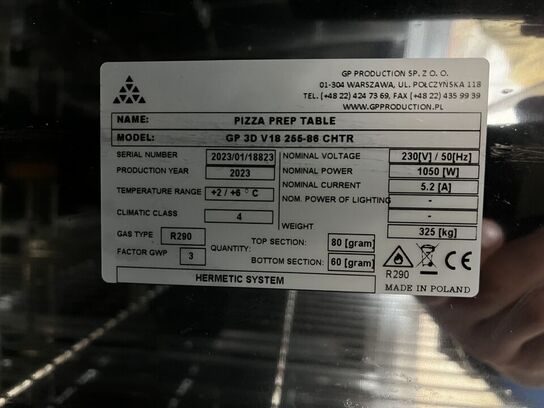 GP PRODUCTION SP. Z O. O.
01-304 WARSZAWA, UL. POŁCZYŃSKA 118
TEL. (+48 22) 424 73 69, FAX (+48 22) 435 99 39
WWW.GPPRODUCTION.PL
NAME: PIZZA PREP TABLE
MODEL: GP 3D V18 255-86 CHTR
SERIAL NUMBER 2023/01/18823 NOMINAL VOLTAGE 230[V] / 50[Hz]
PRODUCTION YEAR 2023 NOMINAL POWER 1050 [W]
TEMPERATURE RANGE +2 / +6 °C NOMINAL CURRENT 5.2 [A]
NOM. POWER OF LIGHTING -
-
CLIMATIC CLASS 4 WEIGHT 325 [kg]
GAS TYPE R290 QUANTITY: TOP SECTION: 80 [gram]
FACTOR GWP 3 BOTTOM SECTION: 60 [gram]
R290 CE
HERMETIC SYSTEM MADE IN POLAND